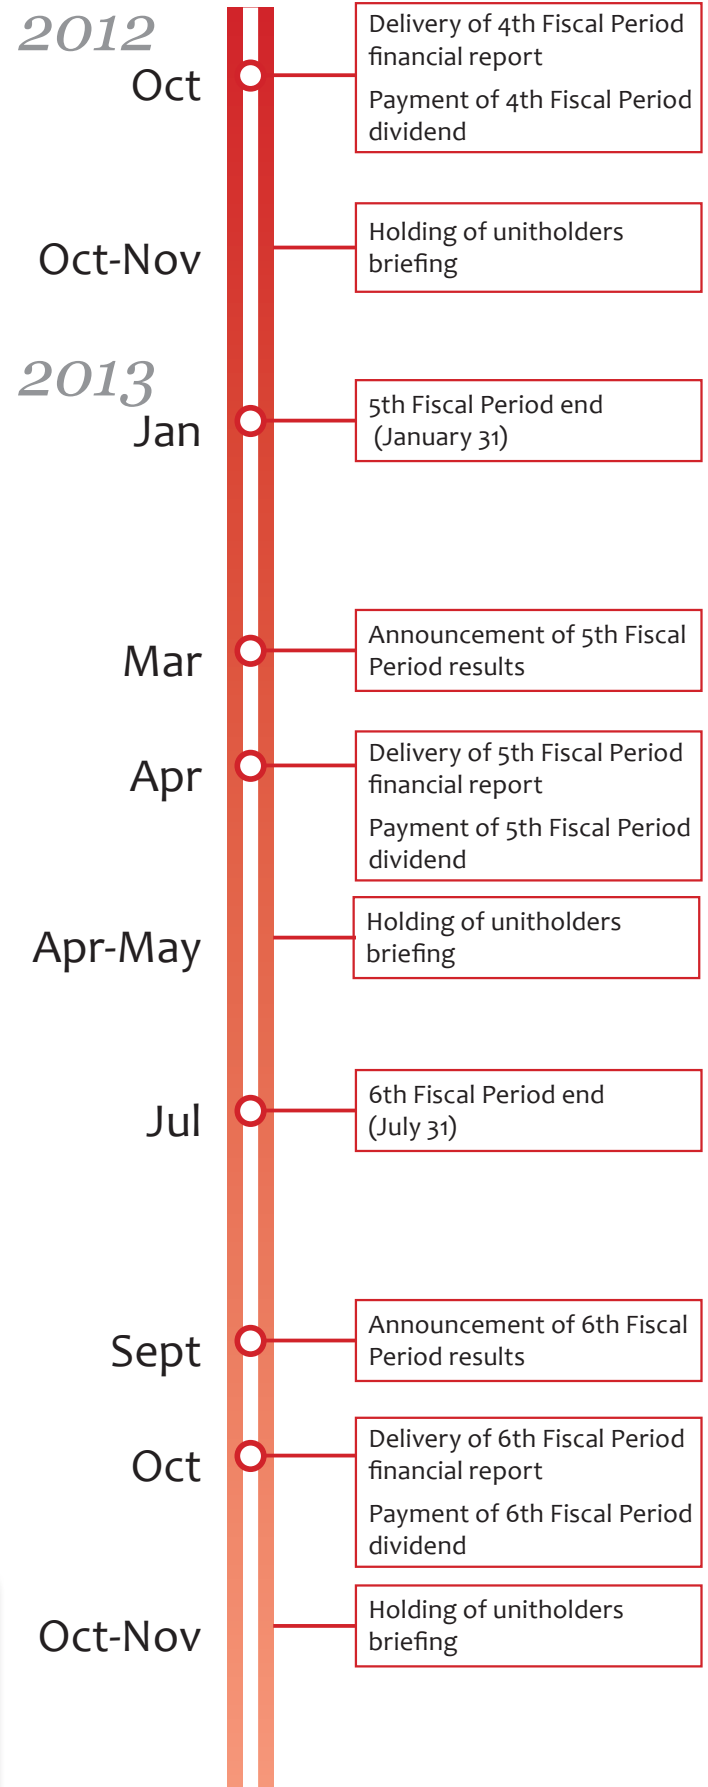 2012
Oct
Delivery of 4th Fiscal Period
financial report
Payment of 4th Fiscal Period
dividend
Oct-Nov
Holding of unitholders
briefing
2013
Jan
5th Fiscal Period end
(January 31)
Mar
Announcement of 5th Fiscal
Period results
Apr
Delivery of 5th Fiscal Period
financial report
Payment of 5th Fiscal Period
dividend
Apr-May
Holding of unitholders
briefing
Jul
6th Fiscal Period end
(July 31)
Sept
Announcement of 6th Fiscal
Period results
Oct
Delivery of 6th Fiscal Period
financial report
Payment of 6th Fiscal Period
dividend
Oct-Nov
Holding of unitholders
briefing